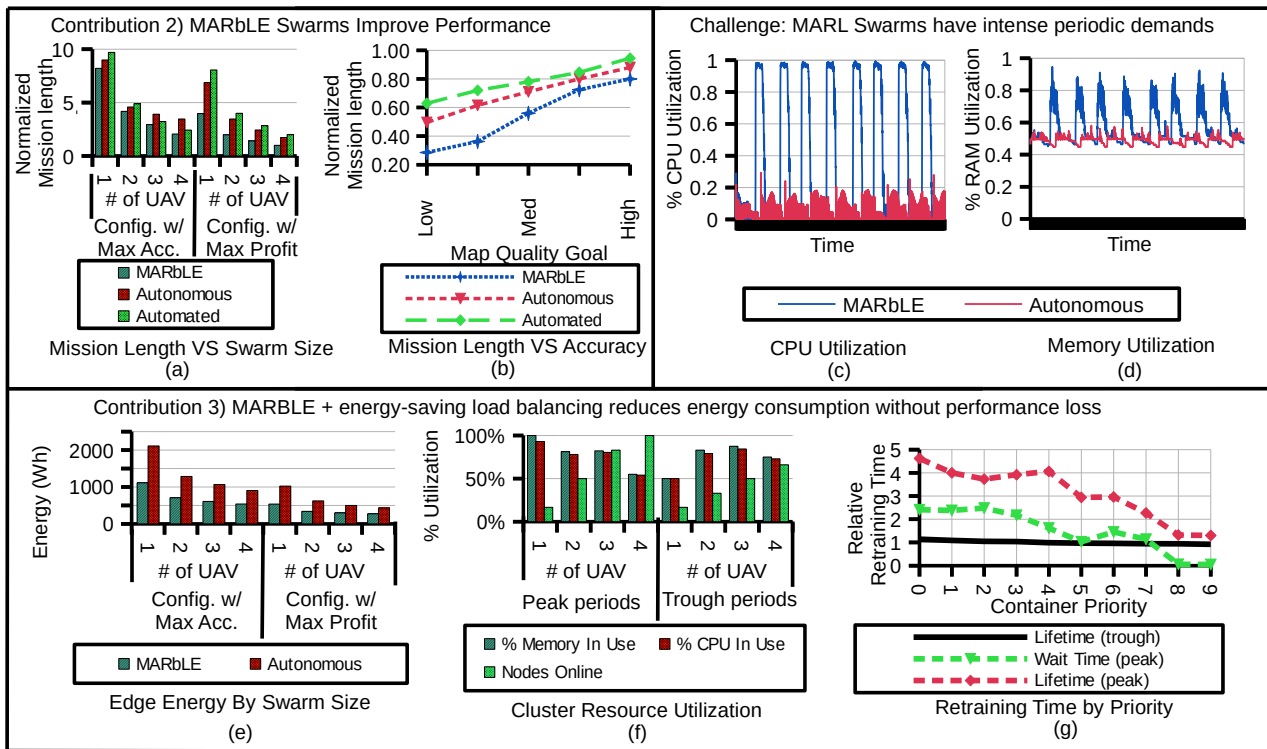 Contribution 2) MARbLE Swarms Improve Performance
Normalized
Mission length
10
5
0
1
2
3
4
1
2
3
4
# of UAV
# of UAV
Config. w/
Max Acc.
Config. w/
Max Profit
MARbLE
Autonomous
Automated
Mission Length VS Swarm Size
(a)
Normalized
Mission length
1.00
0.80
0.60
0.40
0.20
Low
Med
High
Map Quality Goal
MARbLE
Autonomous
Automated
Mission Length VS Accuracy
(b)
Challenge: MARL Swarms have intense periodic demands
% CPU Utilization
1
0.8
0.6
0.4
0.2
0
Time
% RAM Utilization
1
0.8
0.6
0.4
0.2
0
Time
MARbLE
Autonomous
CPU Utilization
(c)
Memory Utilization
(d)
Contribution 3) MARBLE + energy-saving load balancing reduces energy consumption without performance loss
Energy (Wh)
2000
1000
0
1
2
3
4
1
2
3
4
# of UAV
# of UAV
Config. w/
Max Acc.
Config. w/
Max Profit
MARbLE
Autonomous
Edge Energy By Swarm Size
(e)
% Utilization
100%
50%
0%
1
2
3
4
1
2
3
4
# of UAV
# of UAV
Peak periods
Trough periods
% Memory In Use
% CPU In Use
Nodes Online
Cluster Resource Utilization
(f)
Relative
Retraining Time
5
4
3
2
1
0
0
1
2
3
4
5
6
7
8
9
Container Priority
Lifetime (trough)
Wait Time (peak)
Lifetime (peak)
Retraining Time by Priority
(g)